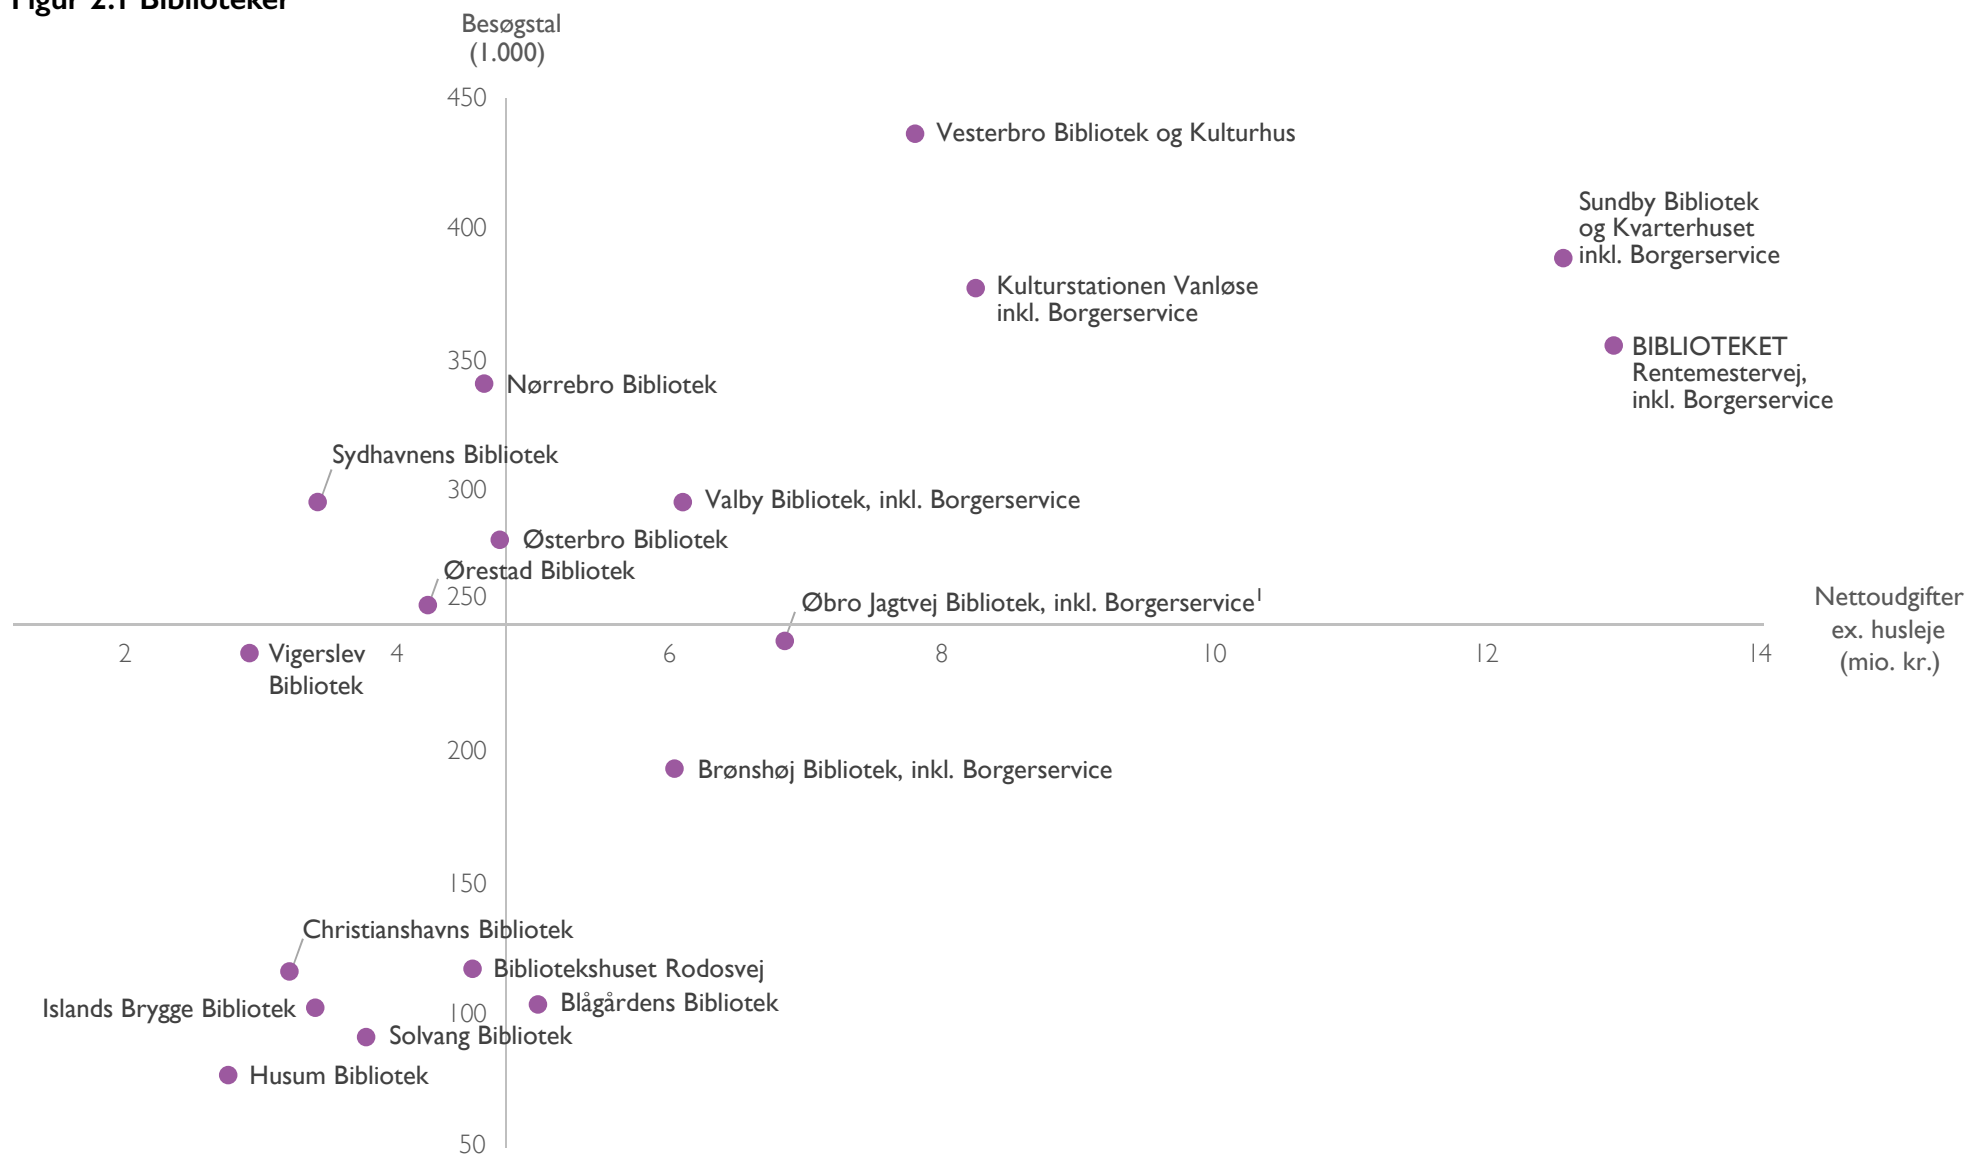 Figur 2.1 Biblioteker
Besøgstal
(1.000)
450
Vesterbro Bibliotek og Kulturhus
Sundby Bibliotek
og Kvarterhuset
inkl. Borgerservice
400
Kulturstationen Vanløse
inkl. Borgerservice
BIBLIOTEKET
Rentemestervej,
inkl. Borgerservice
350
Nørrebro Bibliotek
Sydhavnens Bibliotek
300
Valby Bibliotek, inkl. Borgerservice
Østerbro Bibliotek
Ørestad Bibliotek
250
Øbro Jagtvej Bibliotek, inkl. Borgerservice¹
Nettoudgifter
ex. husleje
(mio. kr.)
2
Vigerslev
Bibliotek
4
6
8
10
12
14
200
Brønshøj Bibliotek, inkl. Borgerservice
150
Christianshavns Bibliotek
Bibliotekshuset Rodosvej
Islands Brygge Bibliotek
100
Blågårdens Bibliotek
Solvang Bibliotek
Husum Bibliotek
50